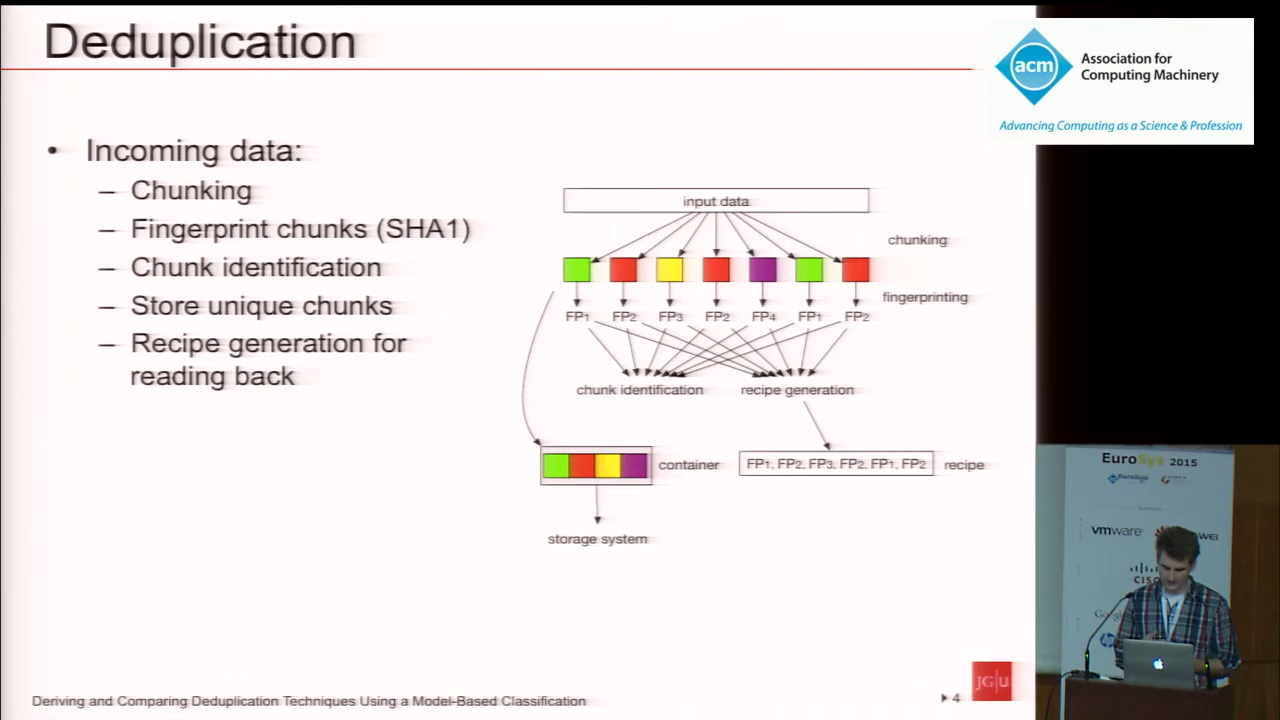 Deduplication
acm
Association for
Computing Machinery
Advancing Computing as a Science & Profession
• Incoming data:
– Chunking
– Fingerprint chunks (SHA1)
– Chunk identification
– Store unique chunks
– Recipe generation for
reading back
input data
chunking
fingerprinting
FP1 FP2 FP3 FP2 FP4 FP1 FP2
chunk identification
recipe generation
container
FP1, FP2, FP3, FP2, FP1, FP2
recipe
storage system
EuroSys 2015
vmware
Deriving and Comparing Deduplication Techniques Using a Model-Based Classification
4
JG|U